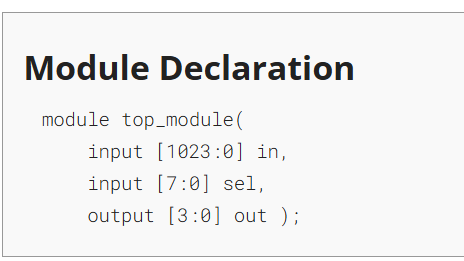 Module Declaration
module top_module(
    input [1023:0] in,
    input [7:0] sel,
    output [3:0] out );